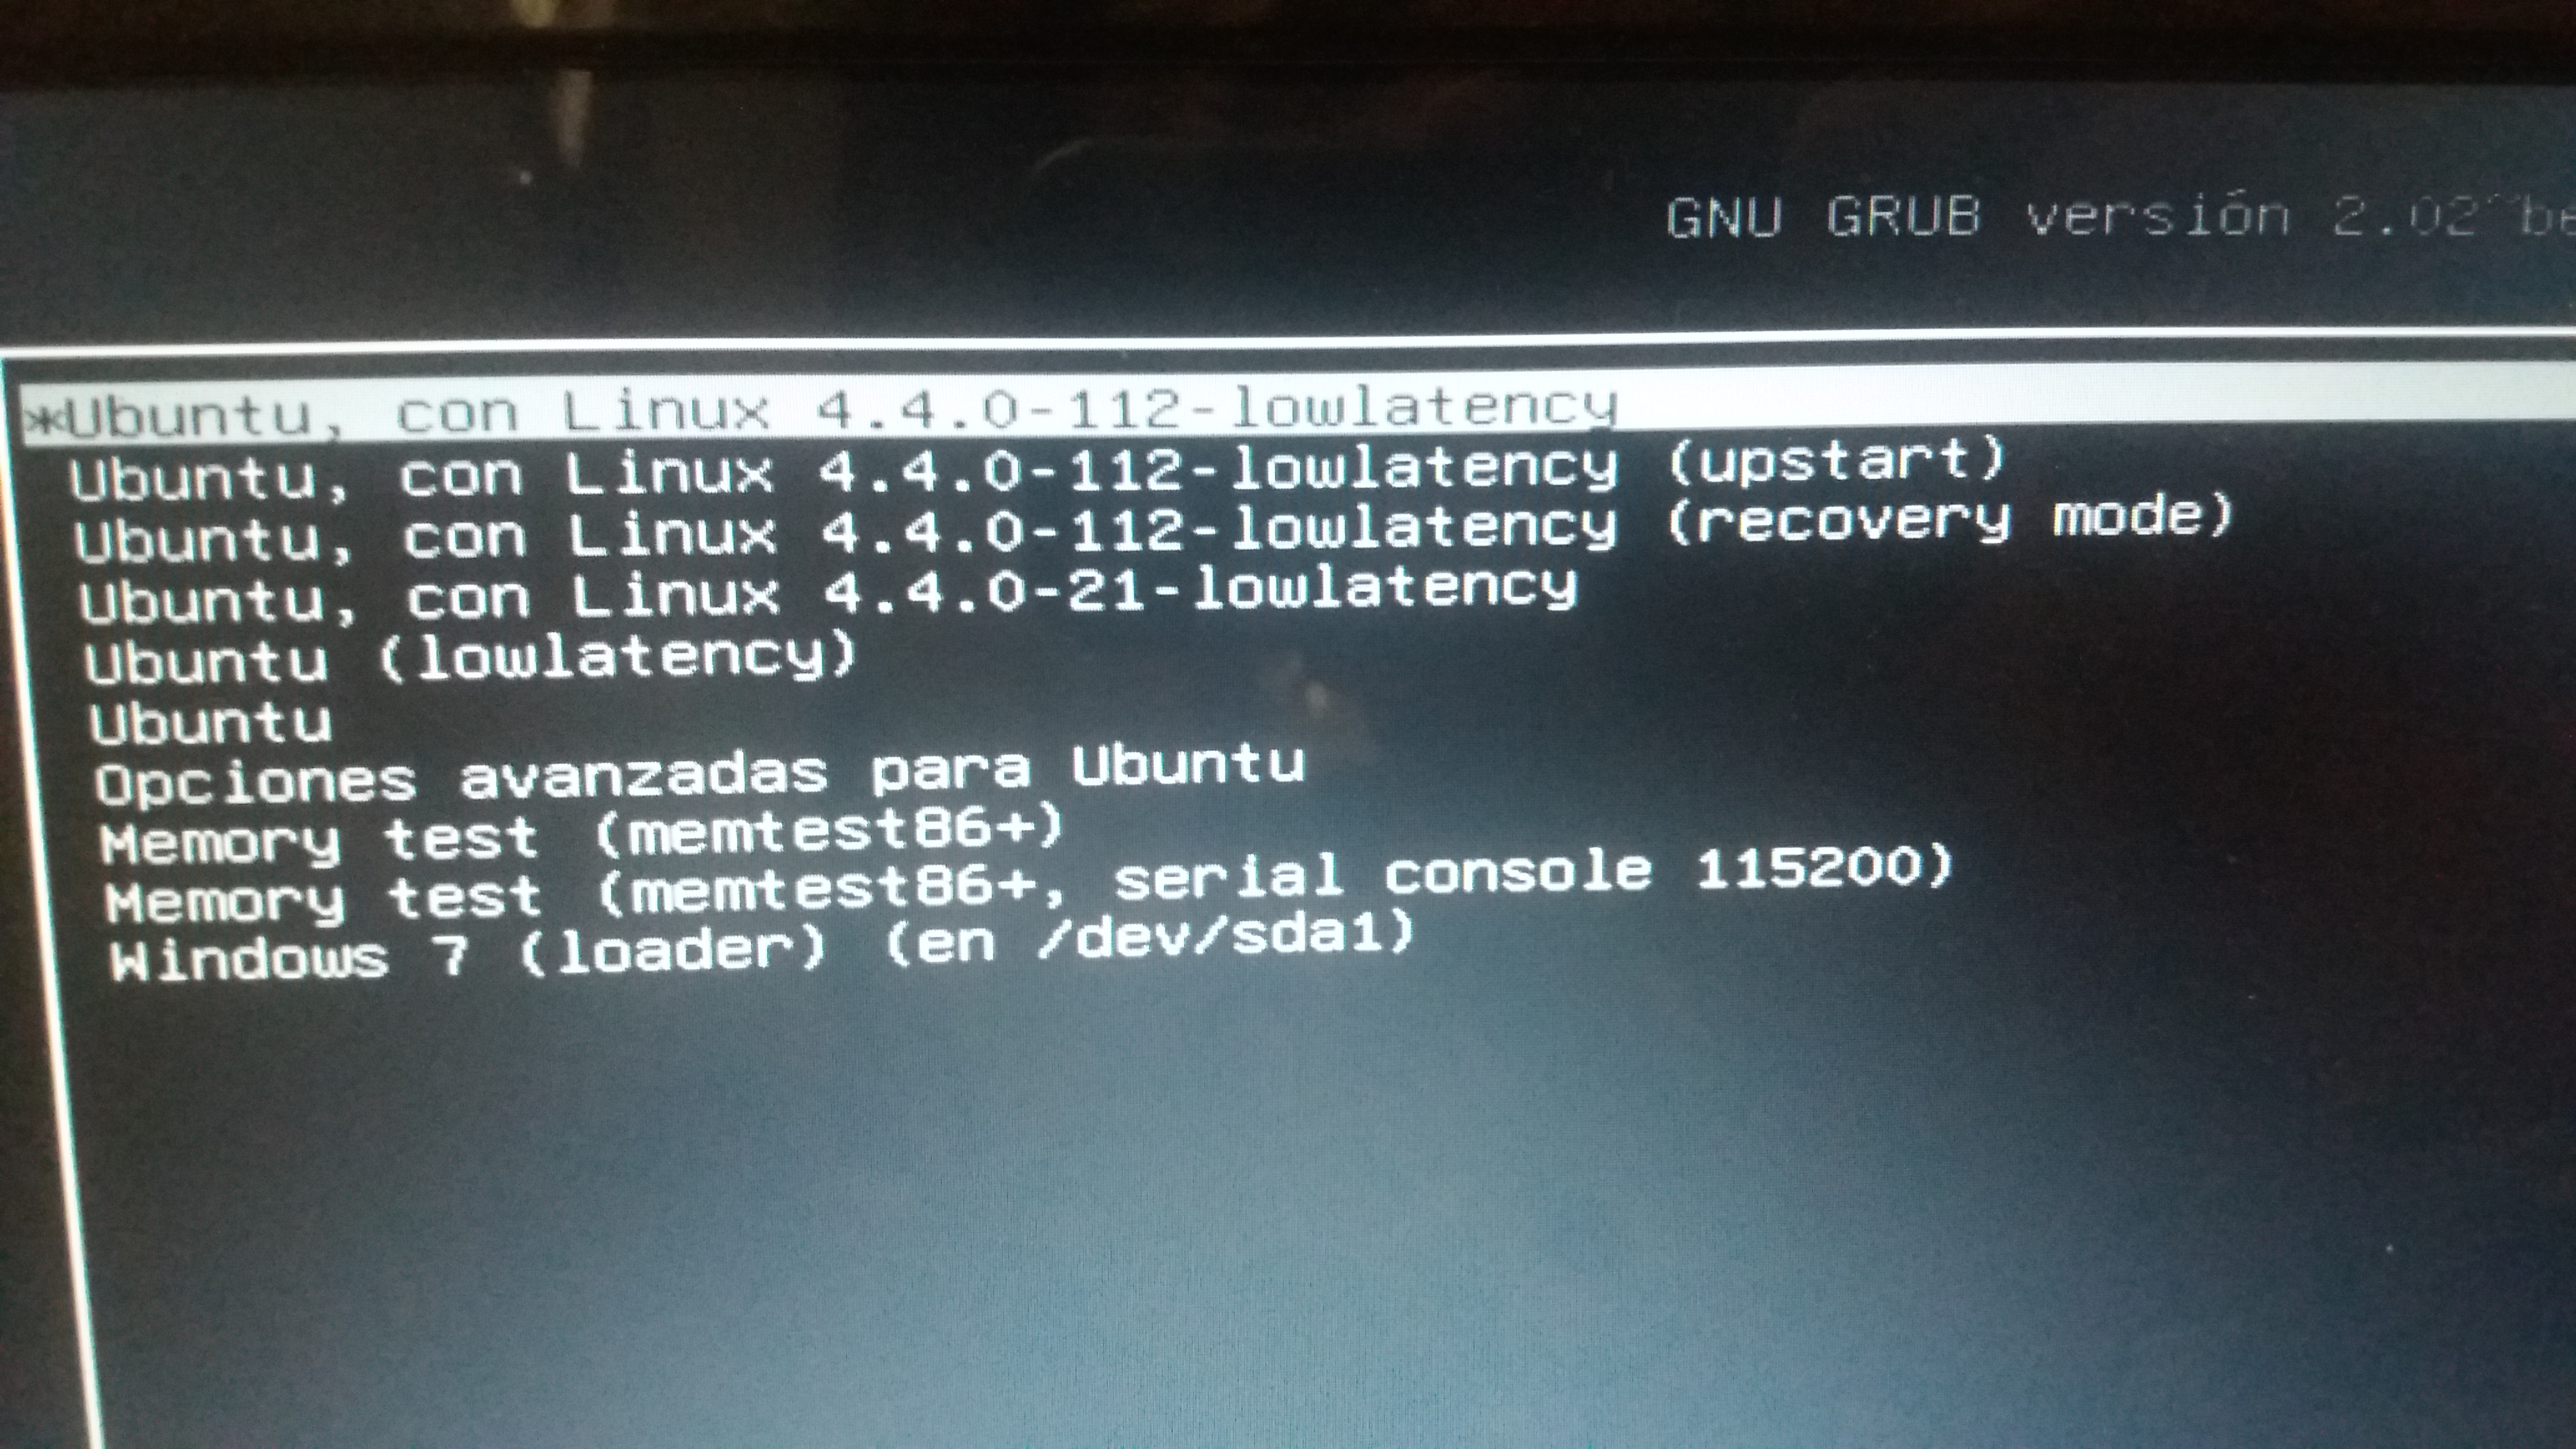 GNU GRUB versión 2.02~be
*Ubuntu, con Linux 4.4.0-112-lowlatency
Ubuntu, con Linux 4.4.0-112-lowlatency (upstart)
Ubuntu, con Linux 4.4.0-112-lowlatency (recovery mode)
Ubuntu, con Linux 4.4.0-21-lowlatency
Ubuntu (lowlatency)
Ubuntu
Opciones avanzadas para Ubuntu
Memory test (memtest86+)
Memory test (memtest86+, serial console 115200)
Windows 7 (loader) (en /dev/sda1)